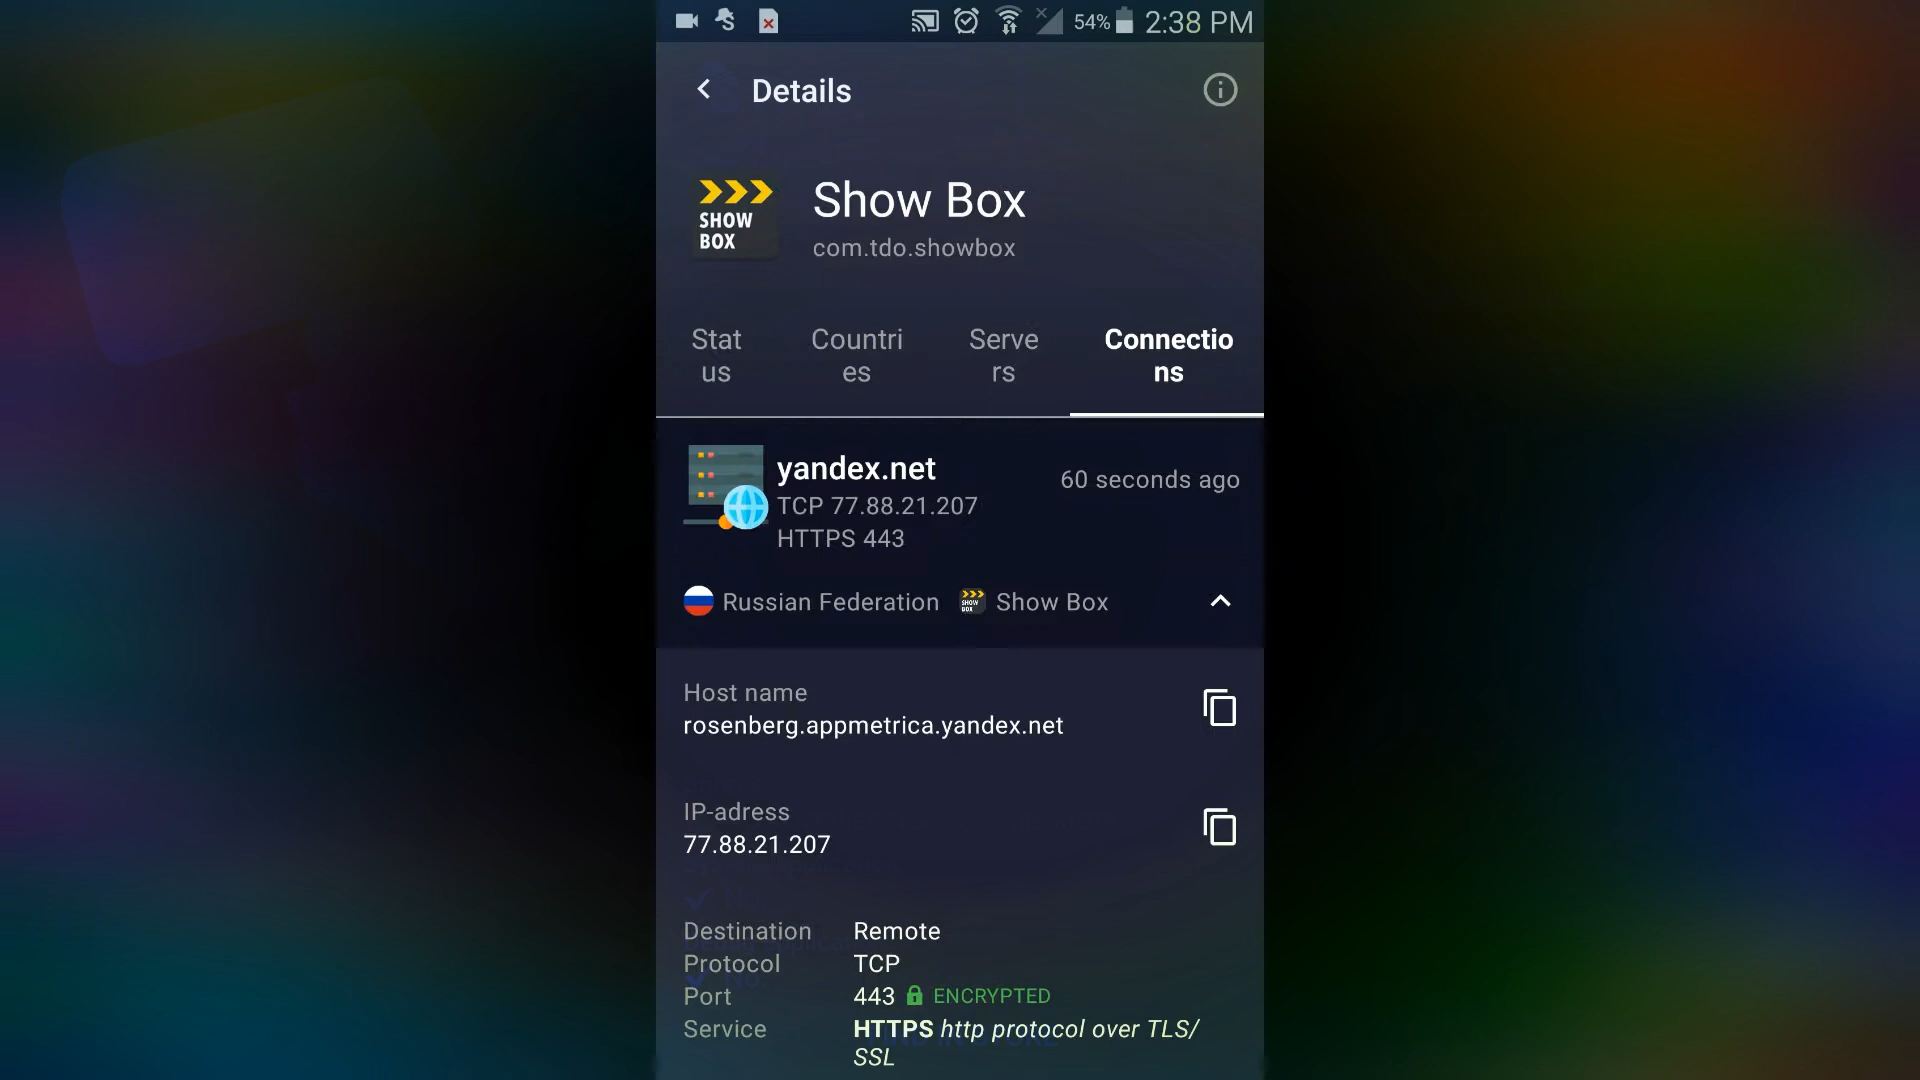 54% 2:38 PM
Details
SHOW
BOX
Show Box
com.tdo.showbox
Stat
us
Countri
es
Serve
rs
Connectio
ns
yandex.net
60 seconds ago
TCP 77.88.21.207
HTTPS 443
Russian Federation
SHOW
BOX
Show Box
Host name
rosenberg.appmetrica.yandex.net
IP-adress
77.88.21.207
Destination Remote
Protocol TCP
Port 443 ENCRYPTED
Service HTTPS http protocol over TLS/
SSL